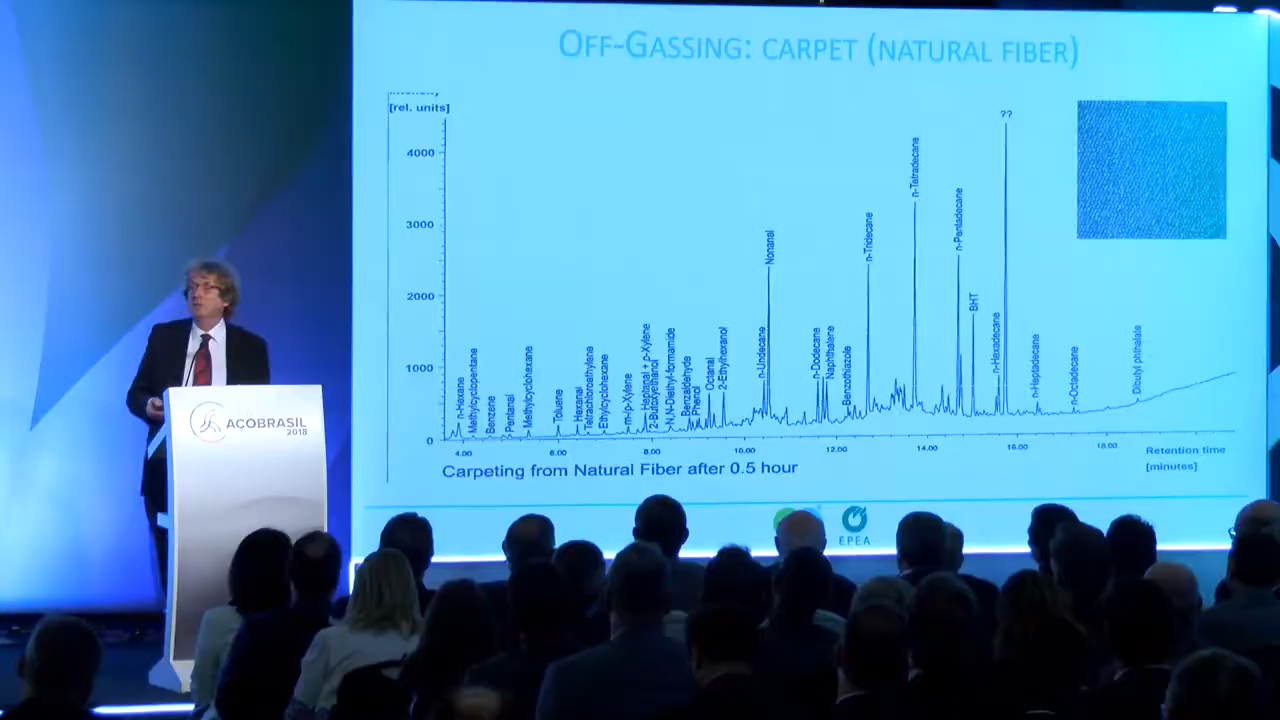 OFF-GASSING: CARPET (NATURAL FIBER)
[rel. units]
4000
3000
2000
1000
0
n-Hexane
Methylcyclopentane
Benzene
Pentanal
Methylcyclohexane
Toluene
Hexanal
Tetrachloroethylene
Ethylcyclohexane
m-p-Xylene
Heptanal + o-Xylene
2-Butoxyethanol
N,N-Diethyl-formamide
Benzaldehyde
Phenol
Octanal
2-Ethylhexanol
n-Undecane
Nonanal
n-Dodecane
Naphthalene
Benzothiazole
n-Tridecane
n-Tetradecane
n-Pentadecane
BHT
n-Hexadecane
??
n-Heptadecane
n-Octadecane
Dibutyl phthalate
4.00 6.00 8.00 10.00 12.00 14.00 16.00 18.00
Retention time
[minutes]
Carpeting from Natural Fiber after 0.5 hour
EPEA
AÇOBRASIL
2018